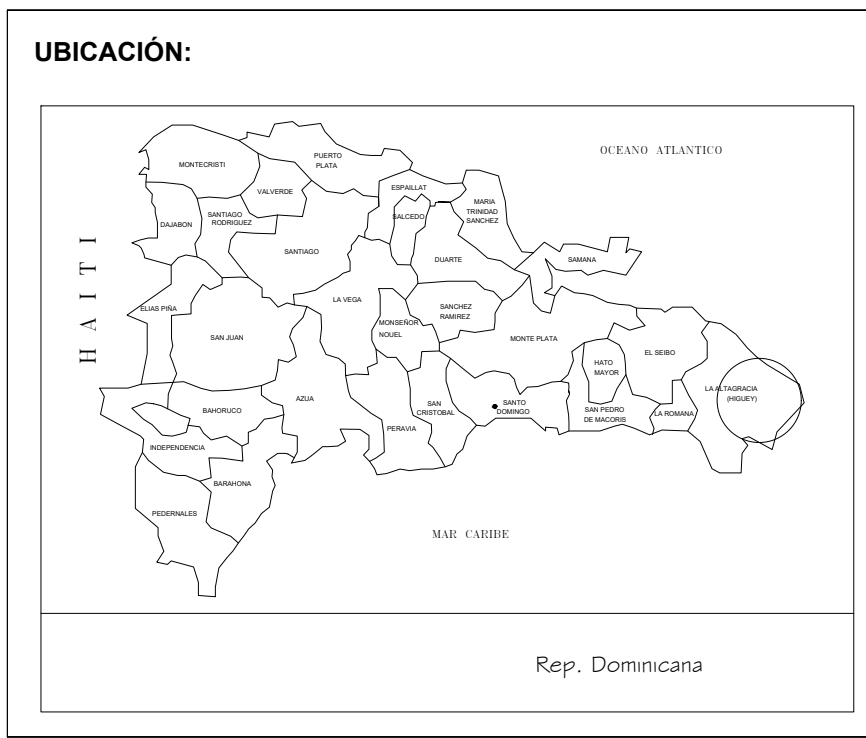 UBICACIÓN:
OCEANO ATLANTICO
PUERTO
PLATA
MONTECRISTI
VALVERDE
ESPAILLAT
MARIA
TRINIDAD
SANCHEZ
SALCEDO
SANTIAGO
RODRIGUEZ
DAJABON
SANTIAGO
DUARTE
SAMANA
HAITI
ELIAS PIÑA
LA VEGA
SANCHEZ
RAMIREZ
MONSEÑOR
NOUEL
SAN JUAN
MONTE PLATA
EL SEIBO
HATO
MAYOR
LA ALTAGRACIA
(HIGUEY)
AZUA
SAN
CRISTOBAL
SANTO
DOMINGO
BAHORUCO
SAN PEDRO
DE MACORIS
LA ROMANA
PERAVIA
INDEPENDENCIA
BARAHONA
PEDERNALES
MAR CARIBE
Rep. Dominicana